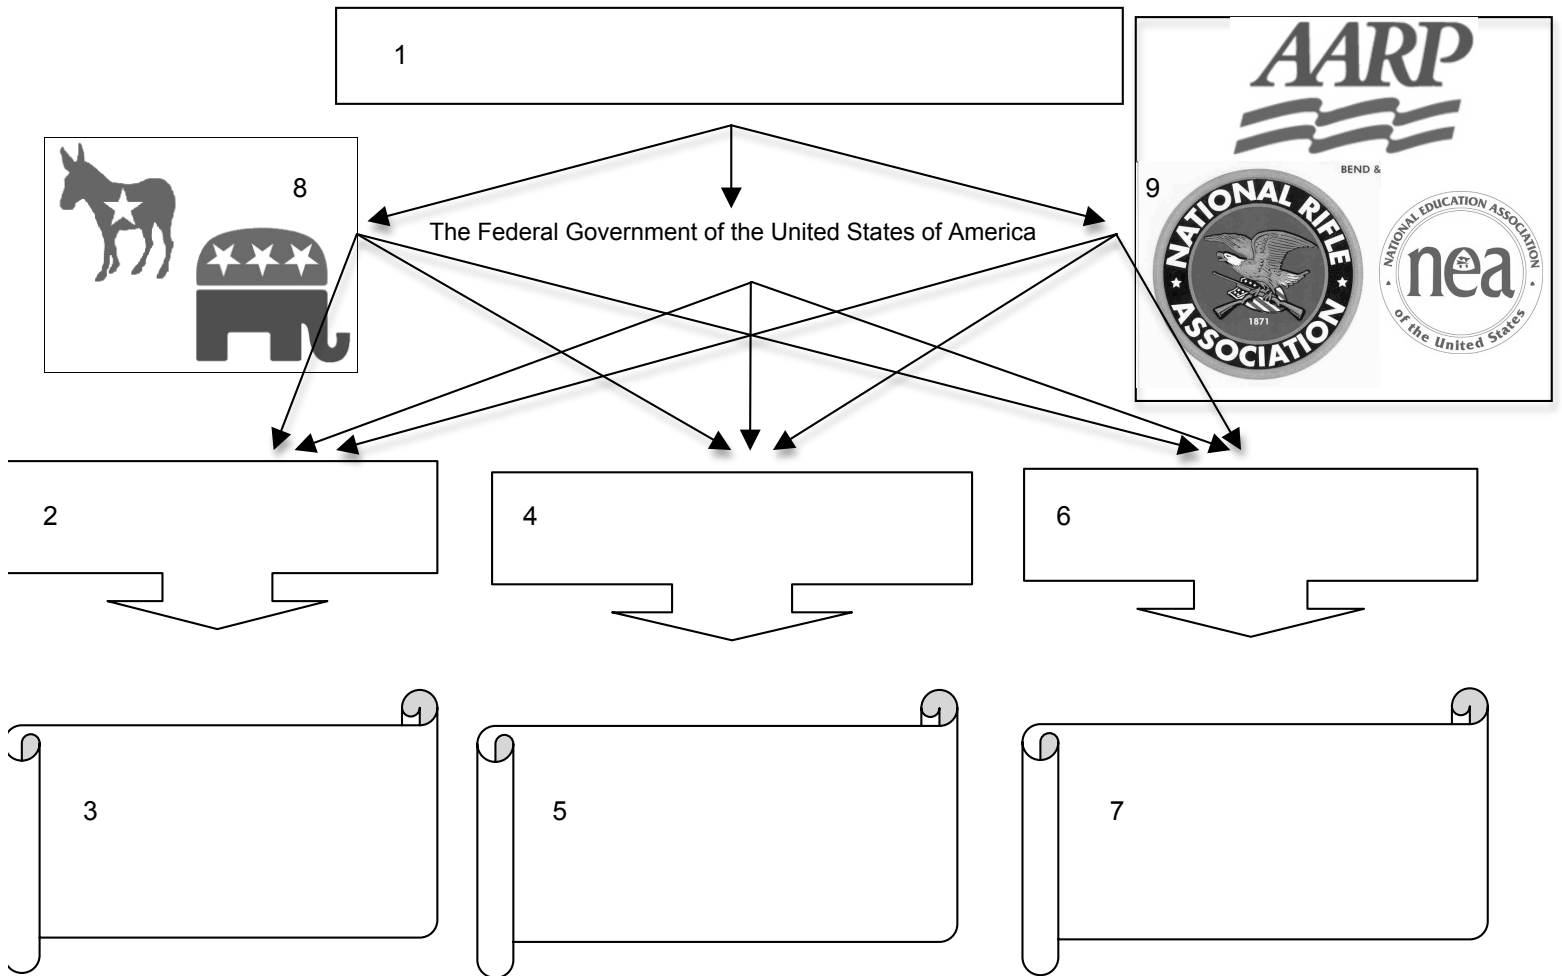 1
AARP
8
BEND &
9
NATIONAL RIFLE
ASSOCIATION
1871
NATIONAL EDUCATION ASSOCIATION
nea
of the United States
The Federal Government of the United States of America
2
4
6
3
5
7